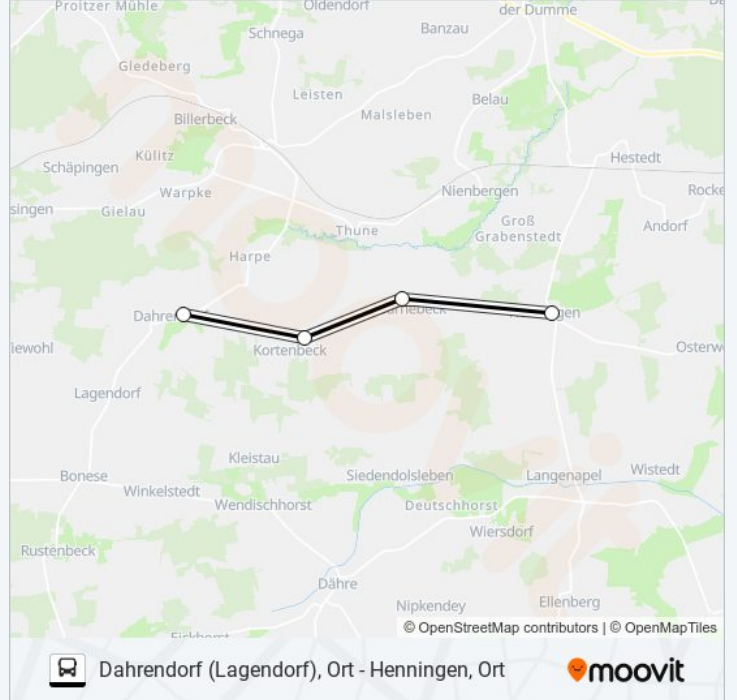 Proitzer Mühle
Oldendorf
der Dumme
Schnega
Banzau
Gledeberg
Leisten
Belau
Malsleben
Billerbeck
Külitz
Hestedt
Schäpingen
Warpke
Nienbergen
Rocke
singen
Gielau
Groß
Grabenstedt
Andorf
Thune
Harpe
Dahre
gen
iewohl
Kortenbeck
Osterw
Lagendorf
Kleistau
Bonese
Siedendolsleben
Langenapel
Wistedt
Winkelstedt
Wendischhorst
Deutschhorst
Wiersdorf
Rustenbeck
Dähre
Nipkendey
Ellenberg
© OpenStreetMap contributors | © OpenMapTiles
Dahrendorf (Lagendorf), Ort - Henningen, Ort
moovit